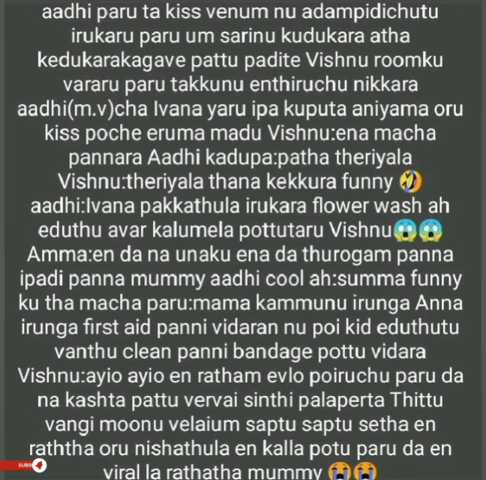 aadhi paru ta kiss venum nu adampidichutu
irukaru paru um sarinu kudukara atha
kedukarakagave pattu padite Vishnu roomku
vararu paru takkunu enthiruchu nikkara
aadhi(m.v)cha Ivana yaru ipa kuputa aniyama oru
kiss poche eruma madu Vishnu:ena macha
pannara Aadhi kadupa:patha theriyala
Vishnu:theriyala thana kekkura funny 🤣
aadhi:Ivana pakkathula irukara flower wash ah
eduthu avar kalumela pottutaru Vishnu😱😱
Amma:en da na unaku ena da thurogam panna
ipadi panna mummy aadhi cool ah:summa funny
ku tha macha paru:mama kammunu irunga Anna
irunga first aid panni vidaran nu poi kid eduthutu
vanthu clean panni bandage pottu vidara
Vishnu:ayio ayio en ratham evlo poiruchu paru da
na kashta pattu vervai sinthi palaperta Thittu
vangi moonu velaium saptu saptu setha en
raththa oru nishathula en kalla potu paru da en
viral la rathatha mummy 😭😭
SUBS